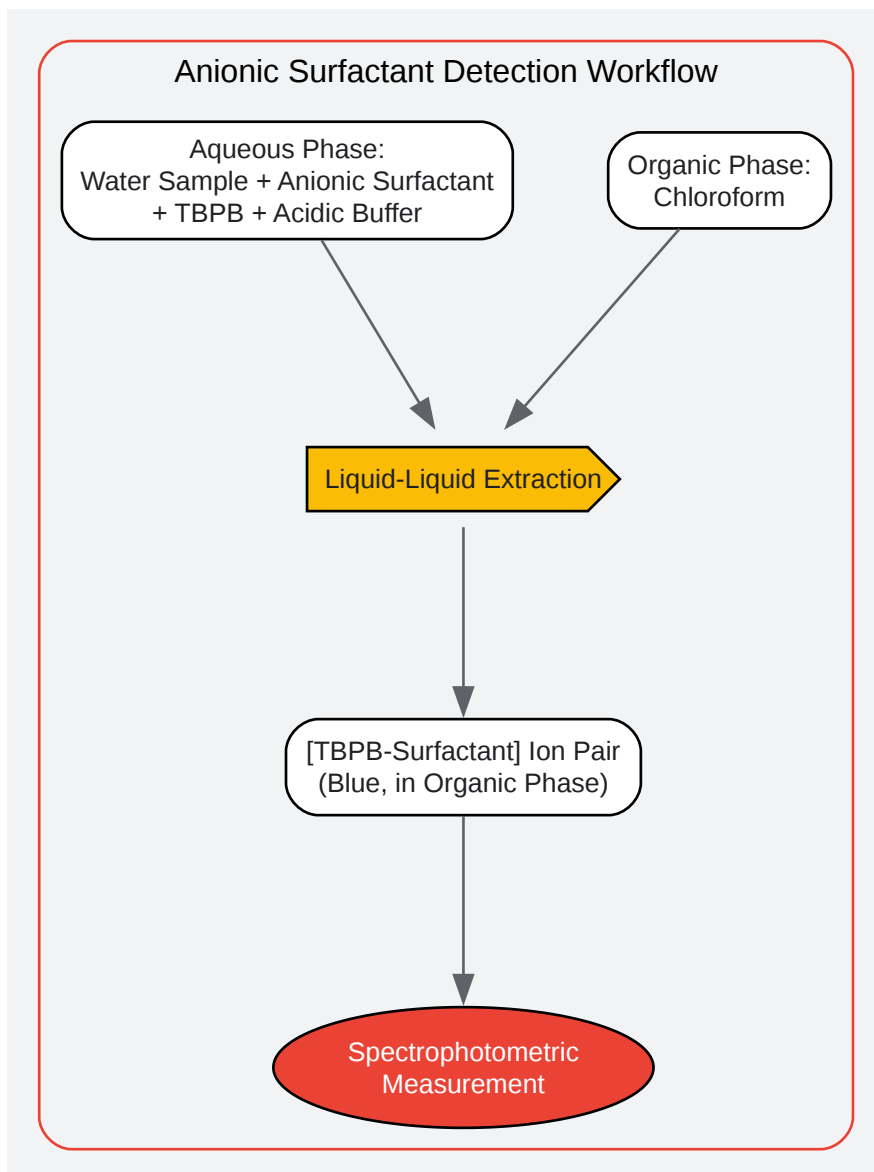 Anionic Surfactant Detection Workflow
Aqueous Phase:
Water Sample + Anionic Surfactant
+ TBPB + Acidic Buffer
Organic Phase:
Chloroform
Liquid-Liquid Extraction
[TBPB-Surfactant] Ion Pair
(Blue, in Organic Phase)
Spectrophotometric
Measurement